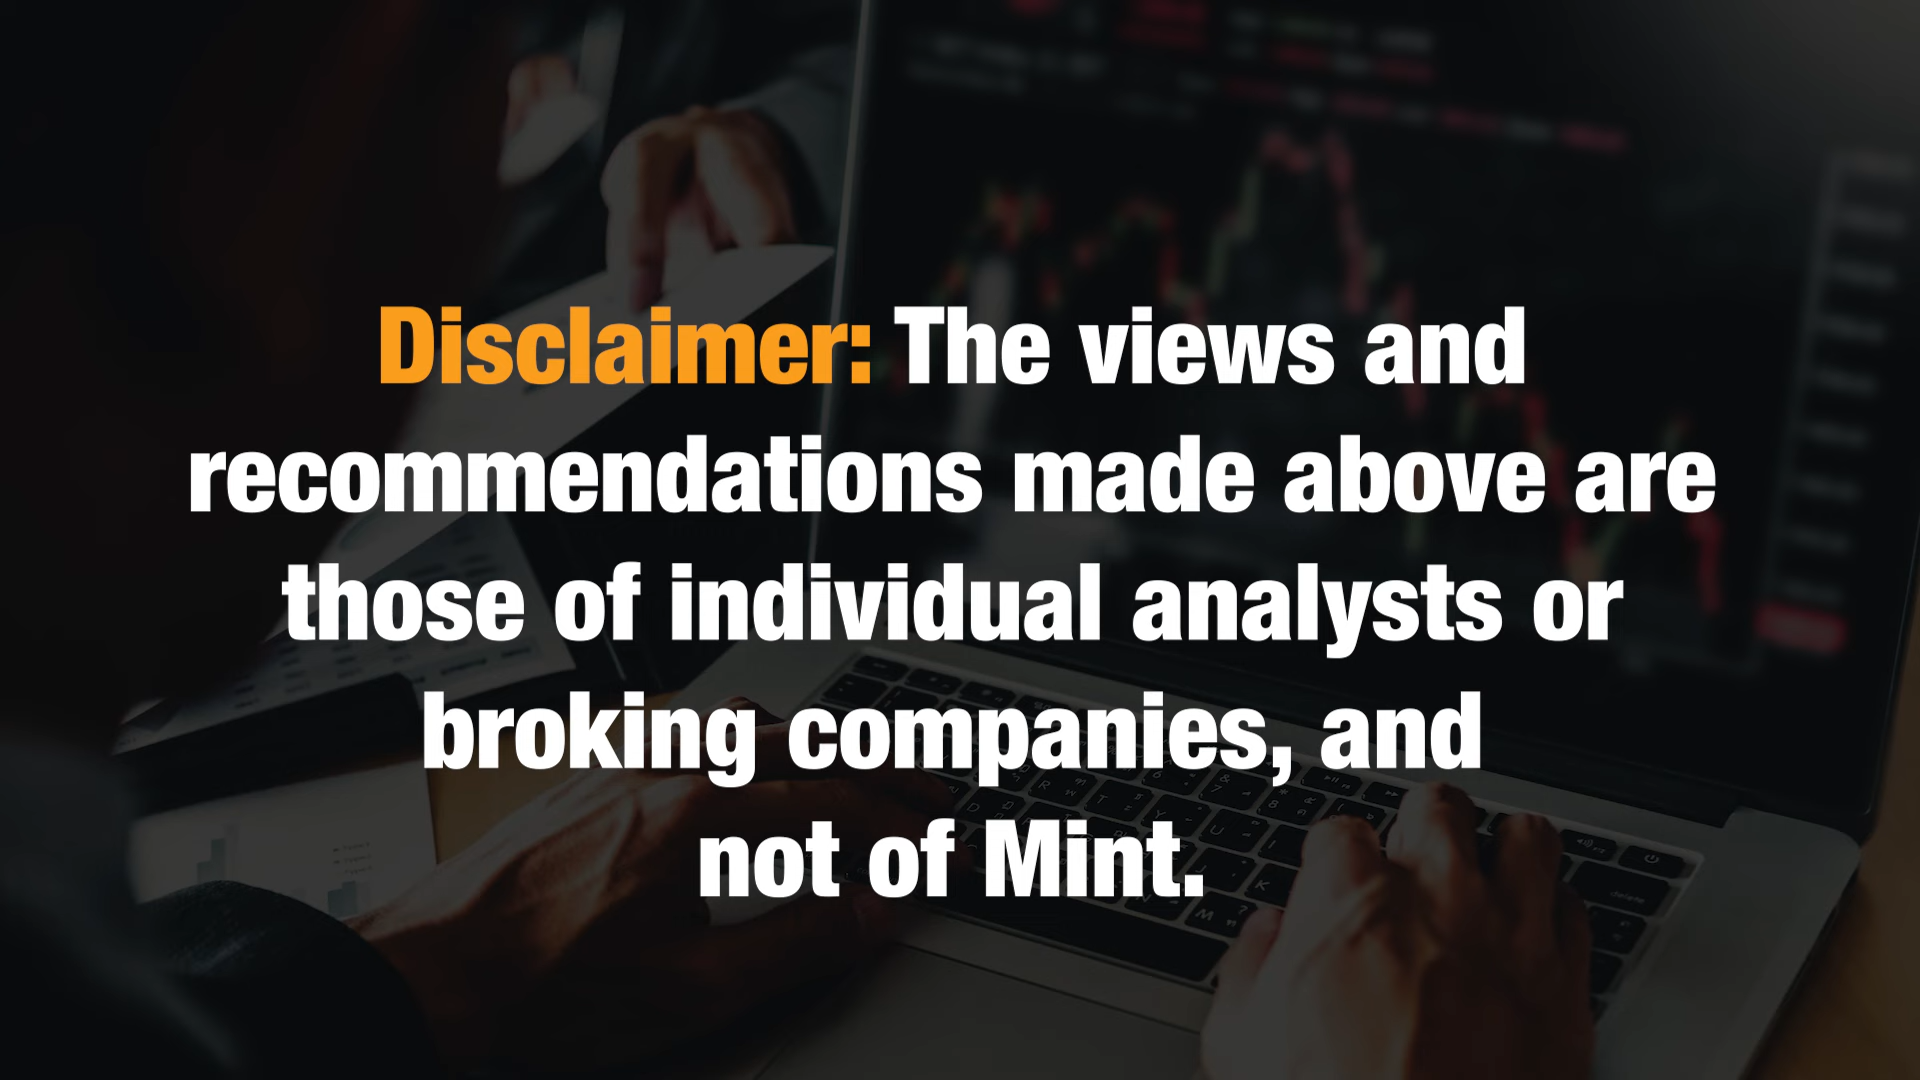 Disclaimer: The views and
recommendations made above are
those of individual analysts or
broking companies, and
not of Mint.